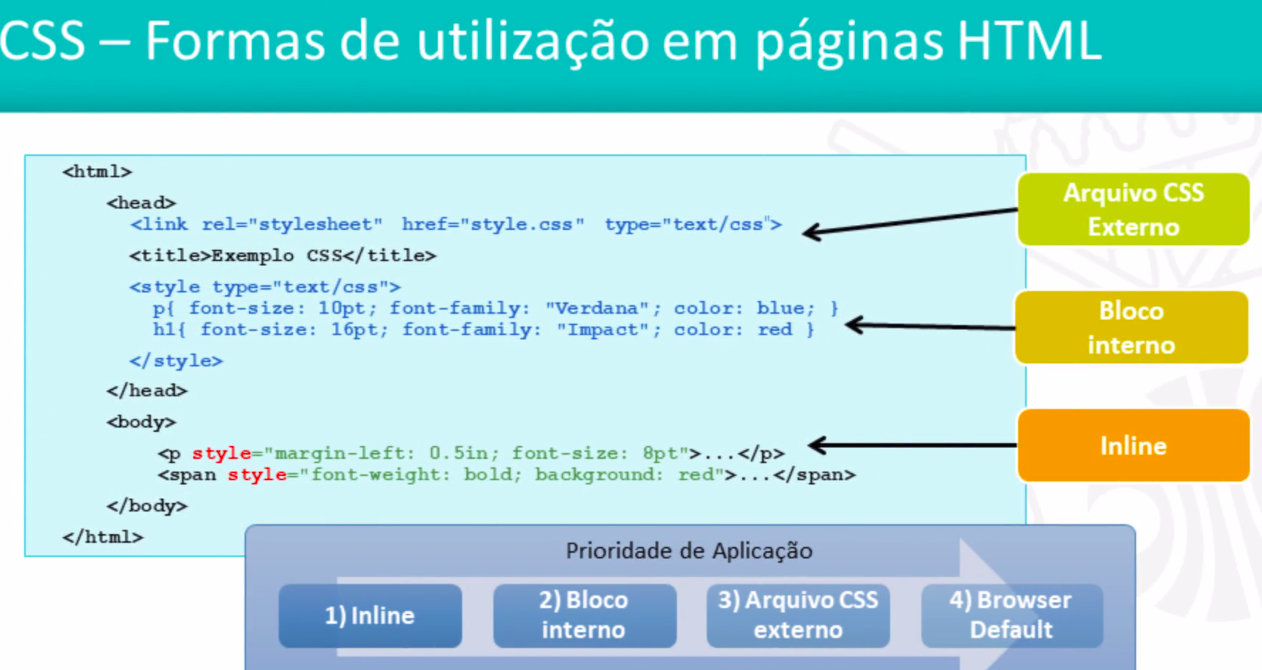 CSS – Formas de utilização em páginas HTML
<html>
<head>
<link rel="stylesheet" href="style.css" type="text/css">
<title>Exemplo CSS</title>
<style type="text/css">
p{ font-size: 10pt; font-family: "Verdana"; color: blue; }
h1{ font-size: 16pt; font-family: "Impact"; color: red }
</style>
</head>
<body>
<p style="margin-left: 0.5in; font-size: 8pt">...</p>
<span style="font-weight: bold; background: red">...</span>
</body>
</html>
Arquivo CSS
Externo
Bloco
interno
Inline
Prioridade de Aplicação
1) Inline
2) Bloco
interno
3) Arquivo CSS
externo
4) Browser
Default